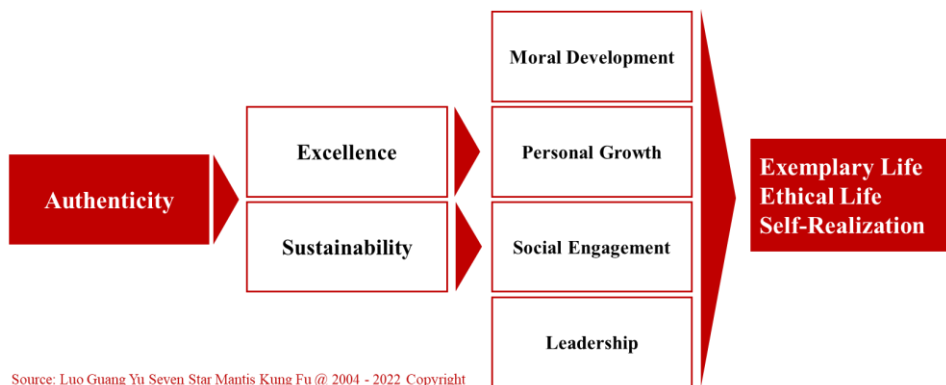 Authenticity
Excellence
Sustainability
Moral Development
Personal Growth
Social Engagement
Leadership
Exemplary Life
Ethical Life
Self-Realization
Source: Luo Guang Yu Seven Star Mantis Kung Fu @ 2004 - 2022 Copyright